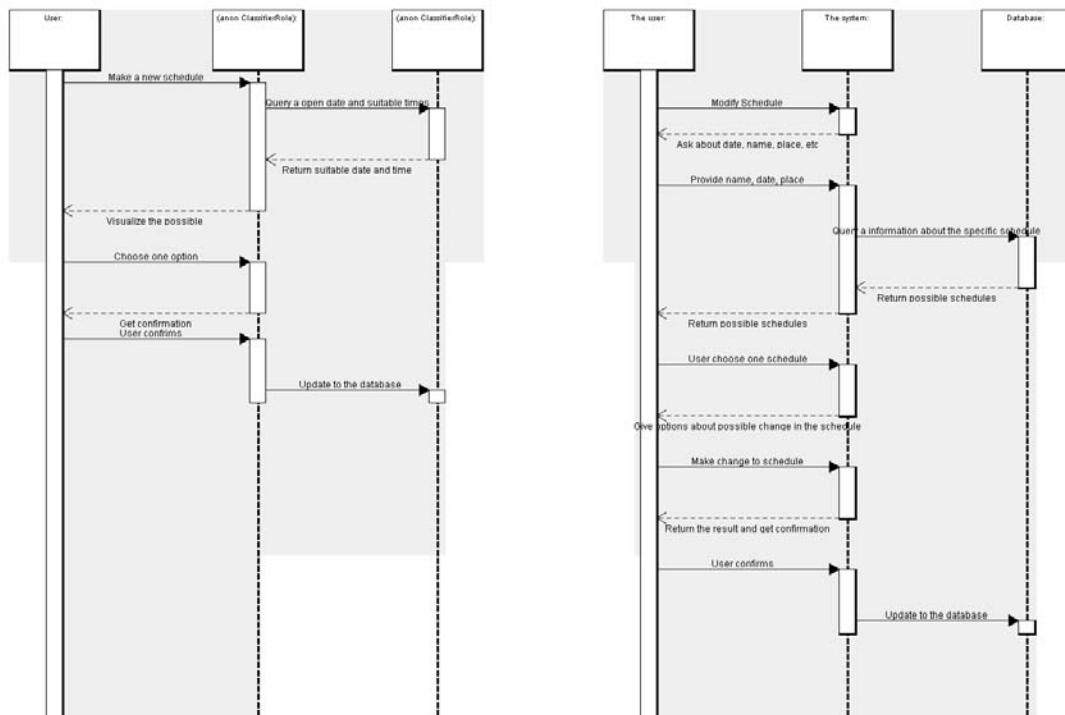 User:
(anon ClassifierRole):
(anon ClassifierRole):
Make a new schedule
Query a open date and suitable times
Return suitable date and time
Visualize the possible
Choose one option
Get confirmation
User confrims
Update to the database
The user:
The system:
Database:
Modify Schedule
Ask about date, name, place, etc
Provide name, date, place
Query a information about the specific schedule
Return possible schedules
Return possible schedules
User choose one schedule
Give options about possible change in the schedule
Make change to schedule
Return the result and get confirmation
User confirms
Update to the database